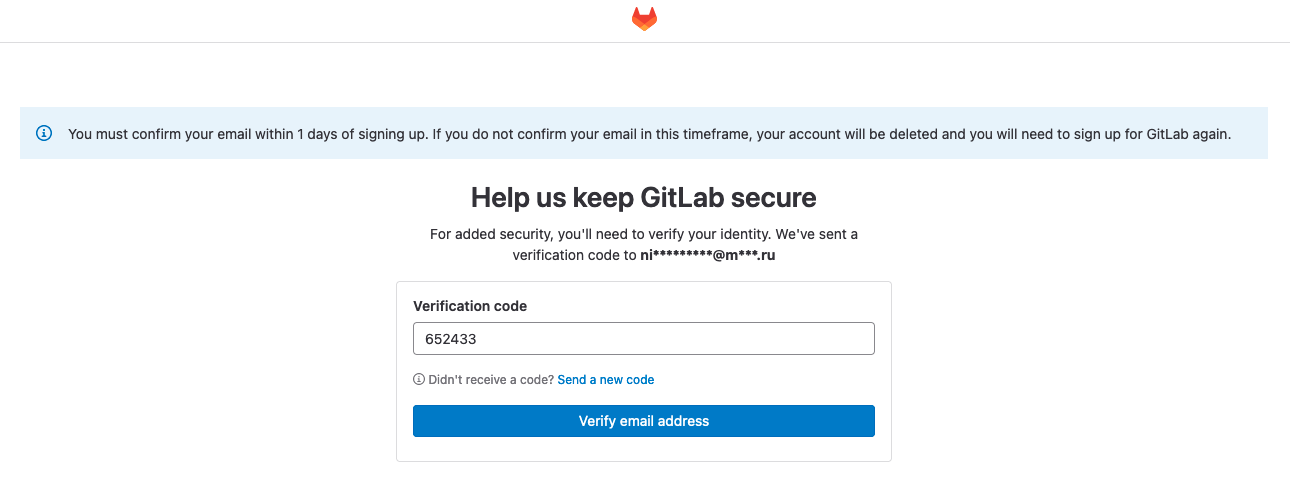 You must confirm your email within 1 days of signing up. If you do not confirm your email in this timeframe, your account will be deleted and you will need to sign up for GitLab again.
Help us keep GitLab secure
For added security, you'll need to verify your identity. We've sent a
verification code to ni*********@m***.ru
Verification code
652433
Didn't receive a code? Send a new code
Verify email address